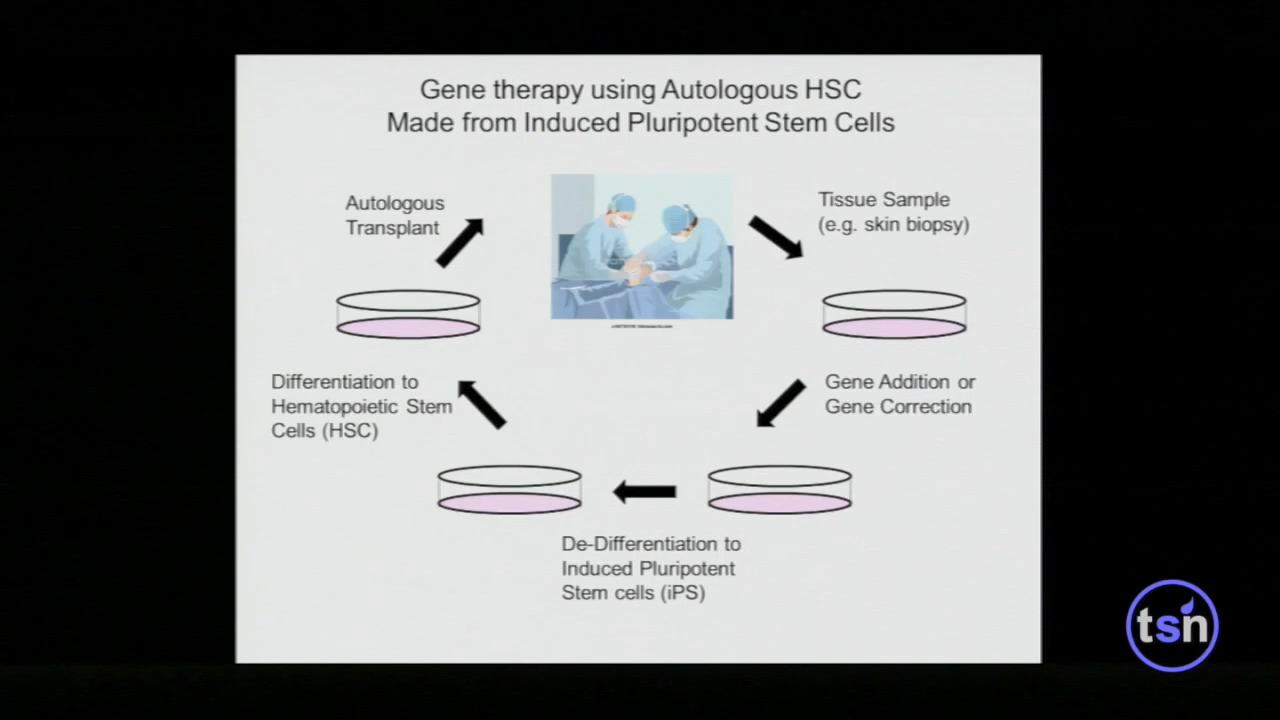 Gene therapy using Autologous HSC
Made from Induced Pluripotent Stem Cells
Autologous
Transplant
Tissue Sample
(e.g. skin biopsy)
Differentiation to
Hematopoietic Stem
Cells (HSC)
Gene Addition or
Gene Correction
De-Differentiation to
Induced Pluripotent
Stem cells (iPS)
tsn